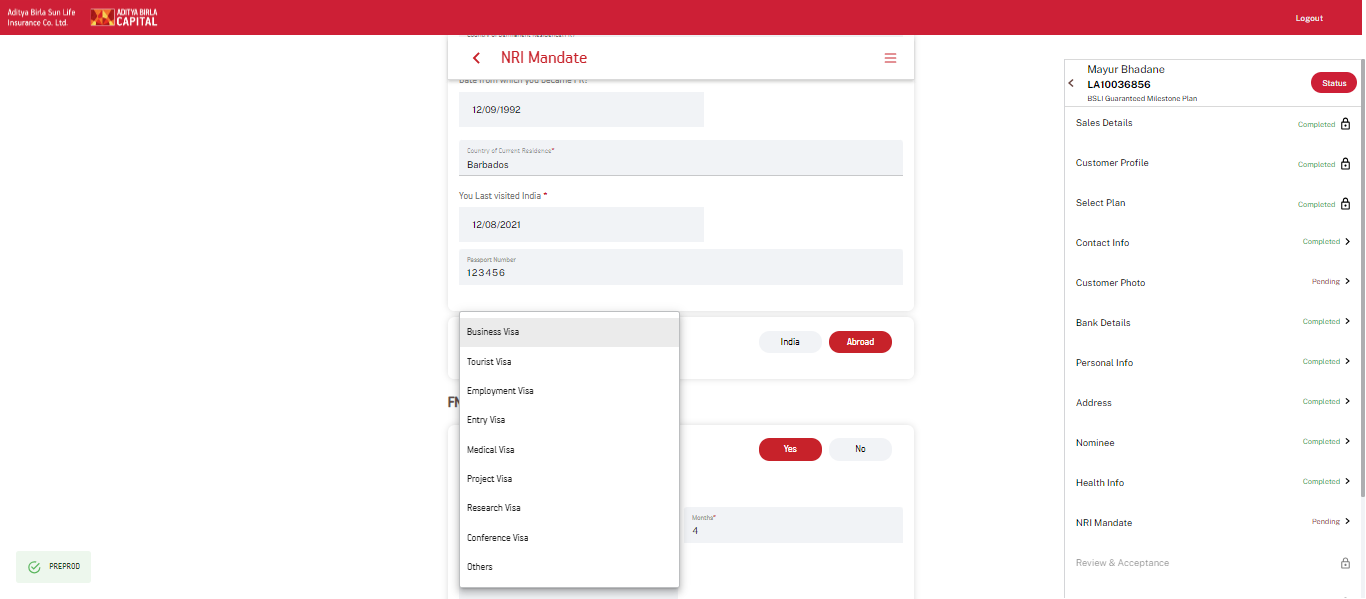 Aditya Birla Sun Life
Insurance Co. Ltd.
ADITYA BIRLA
CAPITAL
Logout
NRI Mandate
Date from which you became PR?
12/09/1992
Country of Current Residence*
Barbados
You Last visited India *
12/08/2021
Passport Number
123456
Business Visa
Tourist Visa
Employment Visa
Entry Visa
Medical Visa
Project Visa
Research Visa
Conference Visa
Others
India
Abroad
Yes
No
Months*
4
PREPROD
Mayur Bhadane
LA10036856
BSLI Guaranteed Milestone Plan
Status
Sales Details
Completed
Customer Profile
Completed
Select Plan
Completed
Contact Info
Completed
Customer Photo
Pending
Bank Details
Completed
Personal Info
Completed
Address
Completed
Nominee
Completed
Health Info
Completed
NRI Mandate
Pending
Review & Acceptance